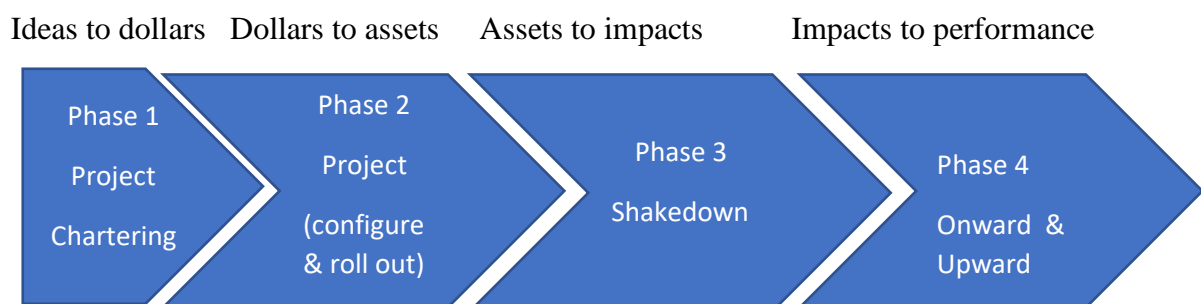 Ideas to dollars Dollars to assets Assets to impacts Impacts to performance
Phase 1
Project
Chartering
Phase 2
Project
(configure
& roll out)
Phase 3
Shakedown
Phase 4
Onward &
Upward